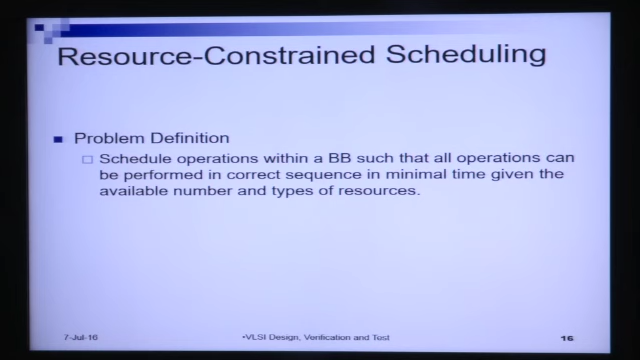 Resource-Constrained Scheduling
Problem Definition
Schedule operations within a BB such that all operations can
be performed in correct sequence in minimal time given the
available number and types of resources.
7-Jul-16
•VLSI Design, Verification and Test
16